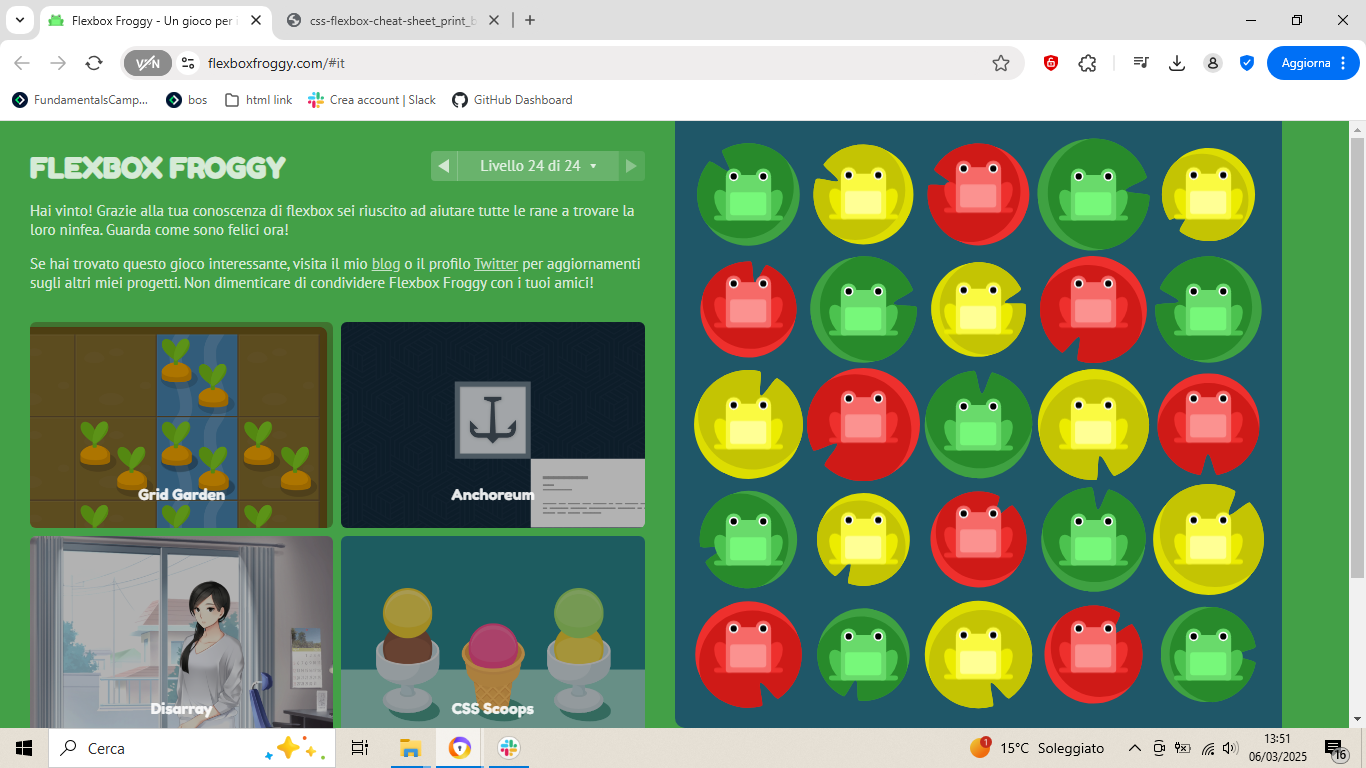 Flexbox Froggy - Un gioco per i
css-flexbox-cheat-sheet_print_b
VPN
flexboxfroggy.com/#it
Aggiorna
FundamentalsCamp...
bos
html link
Crea account | Slack
GitHub Dashboard
FLEXBOX FROGGY
Livello 24 di 24
Hai vinto! Grazie alla tua conoscenza di flexbox sei riuscito ad aiutare tutte le rane a trovare la
loro ninfea. Guarda come sono felici ora!
Se hai trovato questo gioco interessante, visita il mio blog o il profilo Twitter per aggiornamenti
sugli altri miei progetti. Non dimenticare di condividere Flexbox Froggy con i tuoi amici!
Grid Garden
Anchoreum
Disarray
CSS Scoops
Cerca
1
15°C Soleggiato
13:51
06/03/2025
16